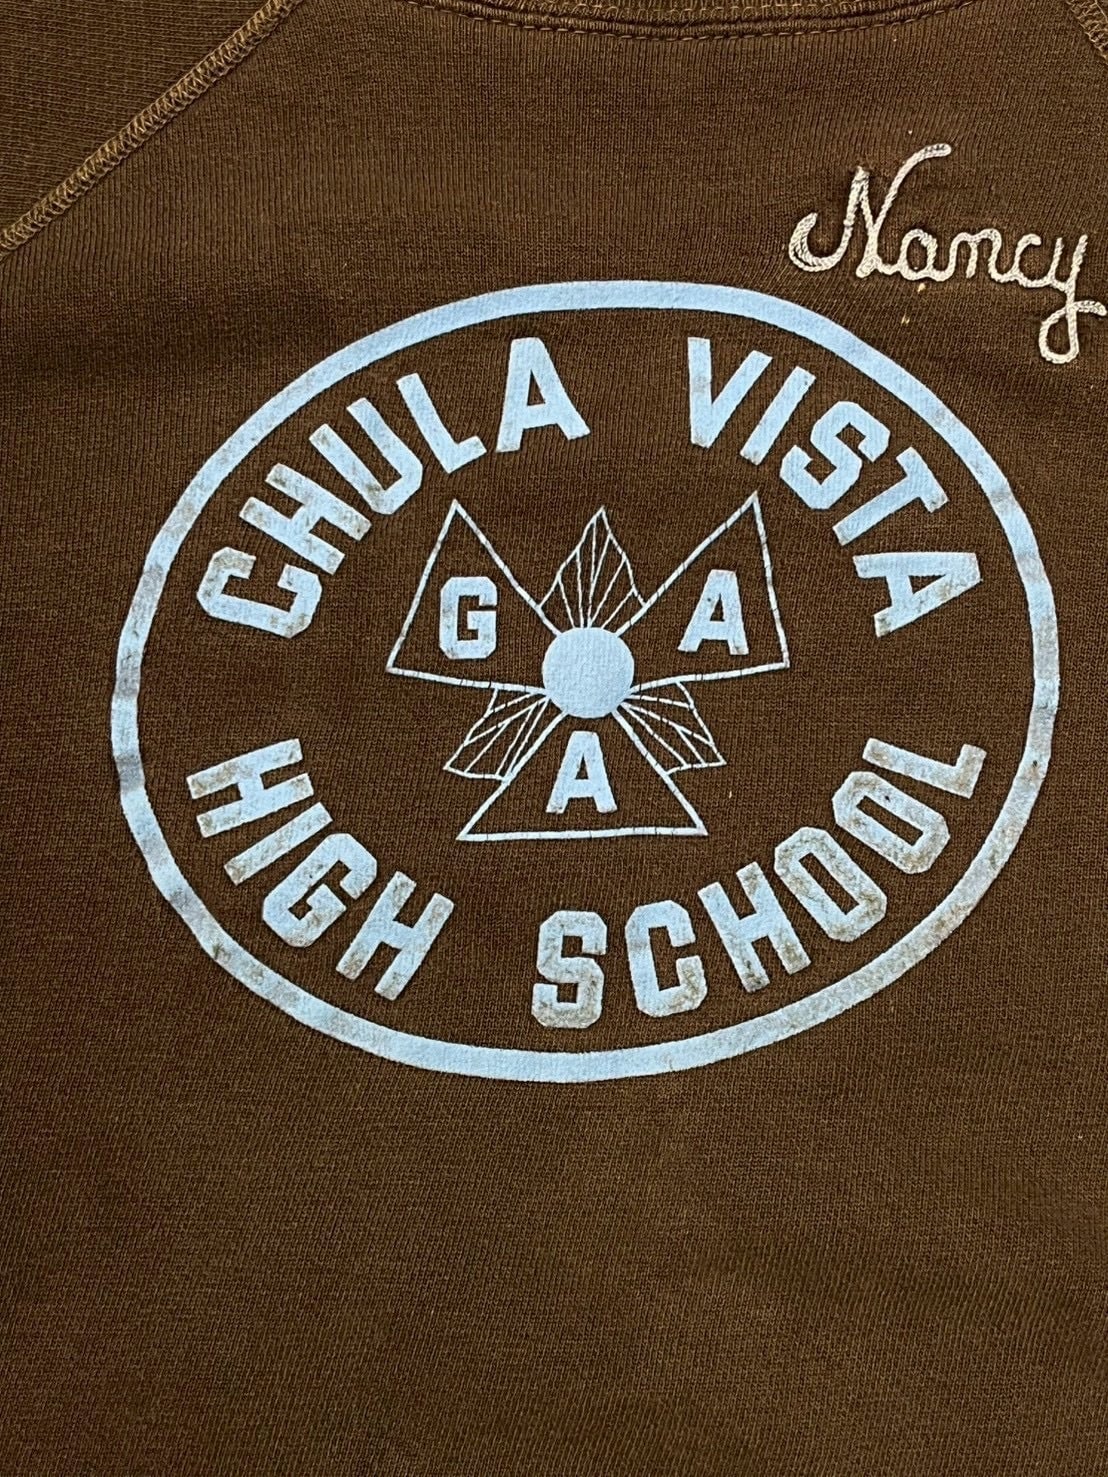 Nancy
CHULA VISTA
G A
A
HIGH SCHOOL